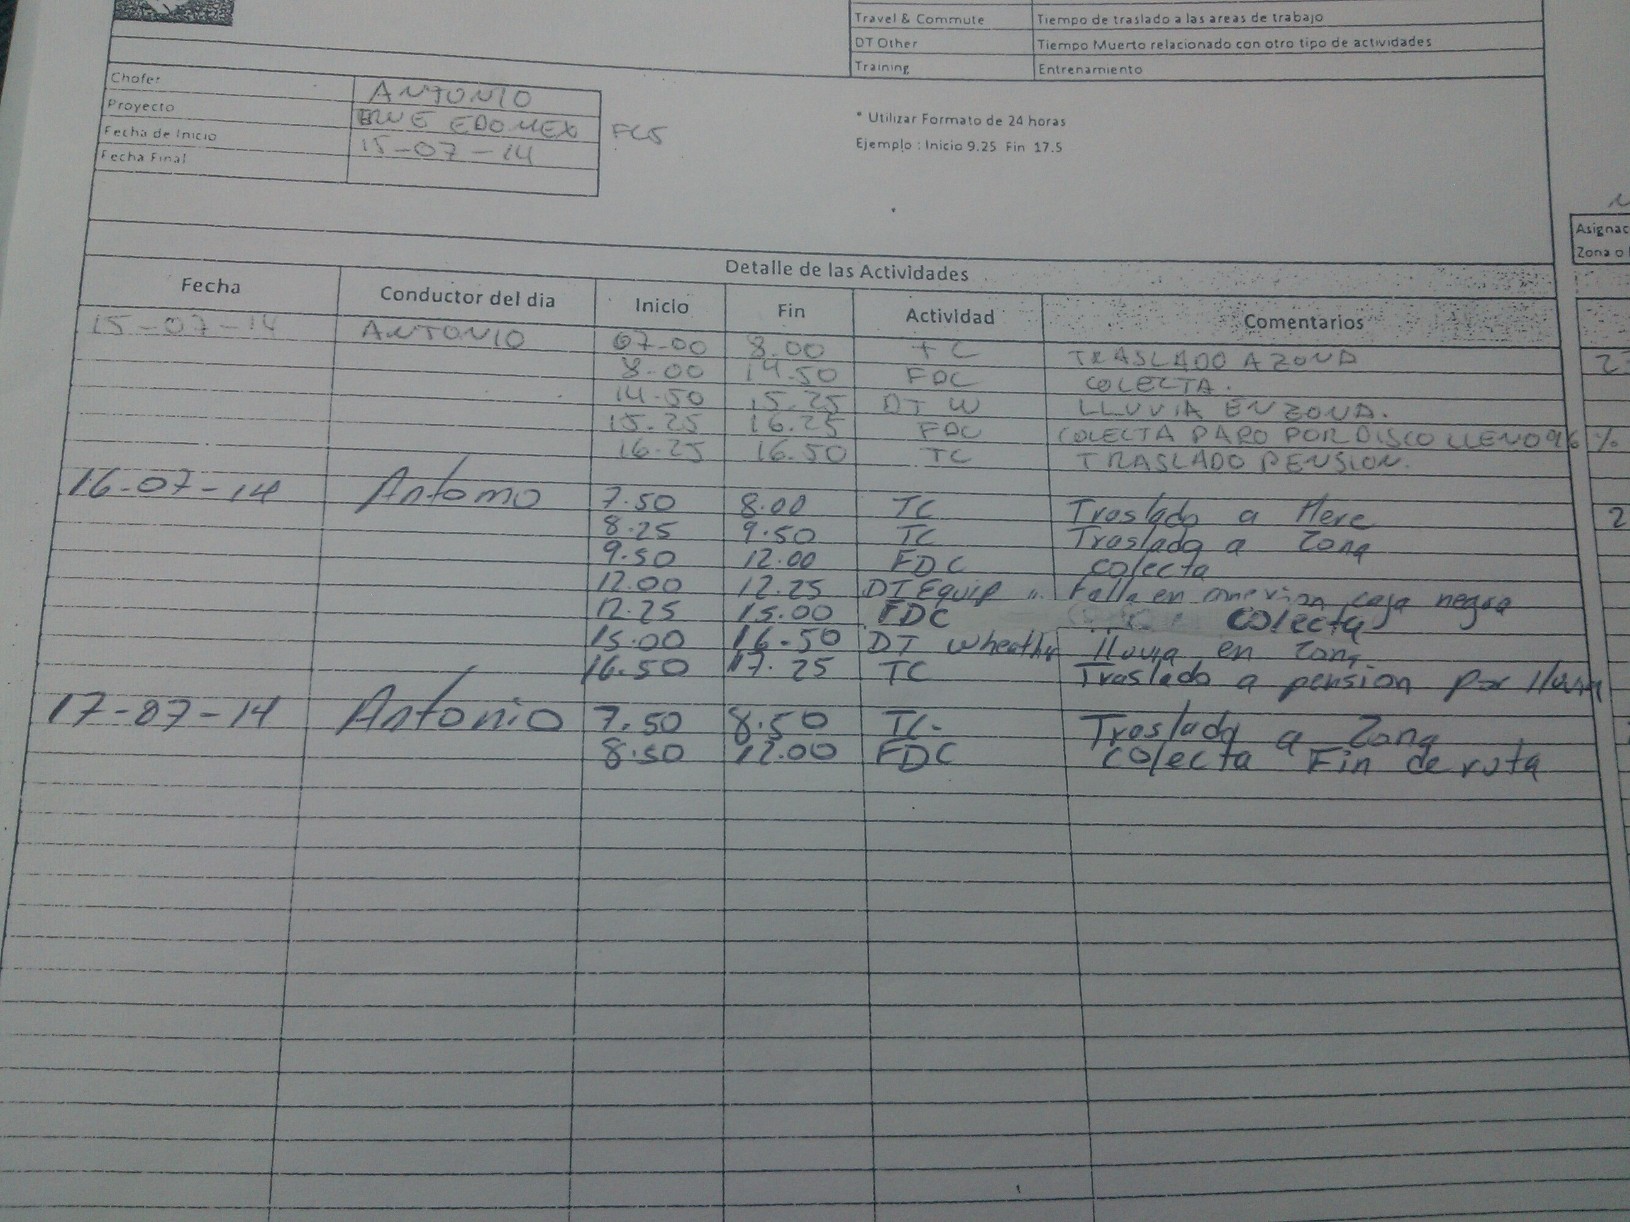 Travel & Commute Tiempo de traslado a las areas de trabajo
DT Other Tiempo Muerto relacionado con otro tipo de actividades
Training Entrenamiento
Chofer ANTONIO
Proyecto EDOMEX
Fecha de Inicio 15-07-14
Fecha Final
* Utilizar Formato de 24 horas
Ejemplo : Inicio 9.25 Fin 17.5
Asignac
Zona o
Detalle de las Actividades
Fecha Conductor del dia Inicio Fin Actividad Comentarios
15-07-14 ANTONIO 07-00 8.00 TC TRASLADO A ZONA
8.00 14.50 FDC COLECTA.
14.50 15.25 DT W LLUVIA EN ZONA.
15.25 16.25 FDC COLECTA PARO POR DISCO LLENO 96 %
16.25 16.50 TC TRASLADO PENSION.
16-07-14 Antonio 7.50 8.00 TC Traslado a Here 2
8.25 9.50 TC Traslado a Zona
9.50 12.00 FDC colecta
12.00 12.25 DT Equip Falla en caja negra
12.25 15.00 FDC Colecta
15.00 16.50 DT Wheather lluvia en Zona.
16.50 17.25 TC Traslado a pension por lluvia
17-07-14 Antonio 7.50 8.50 TC- Traslado a Zona
8.50 12.00 FDC Colecta Fin de ruta